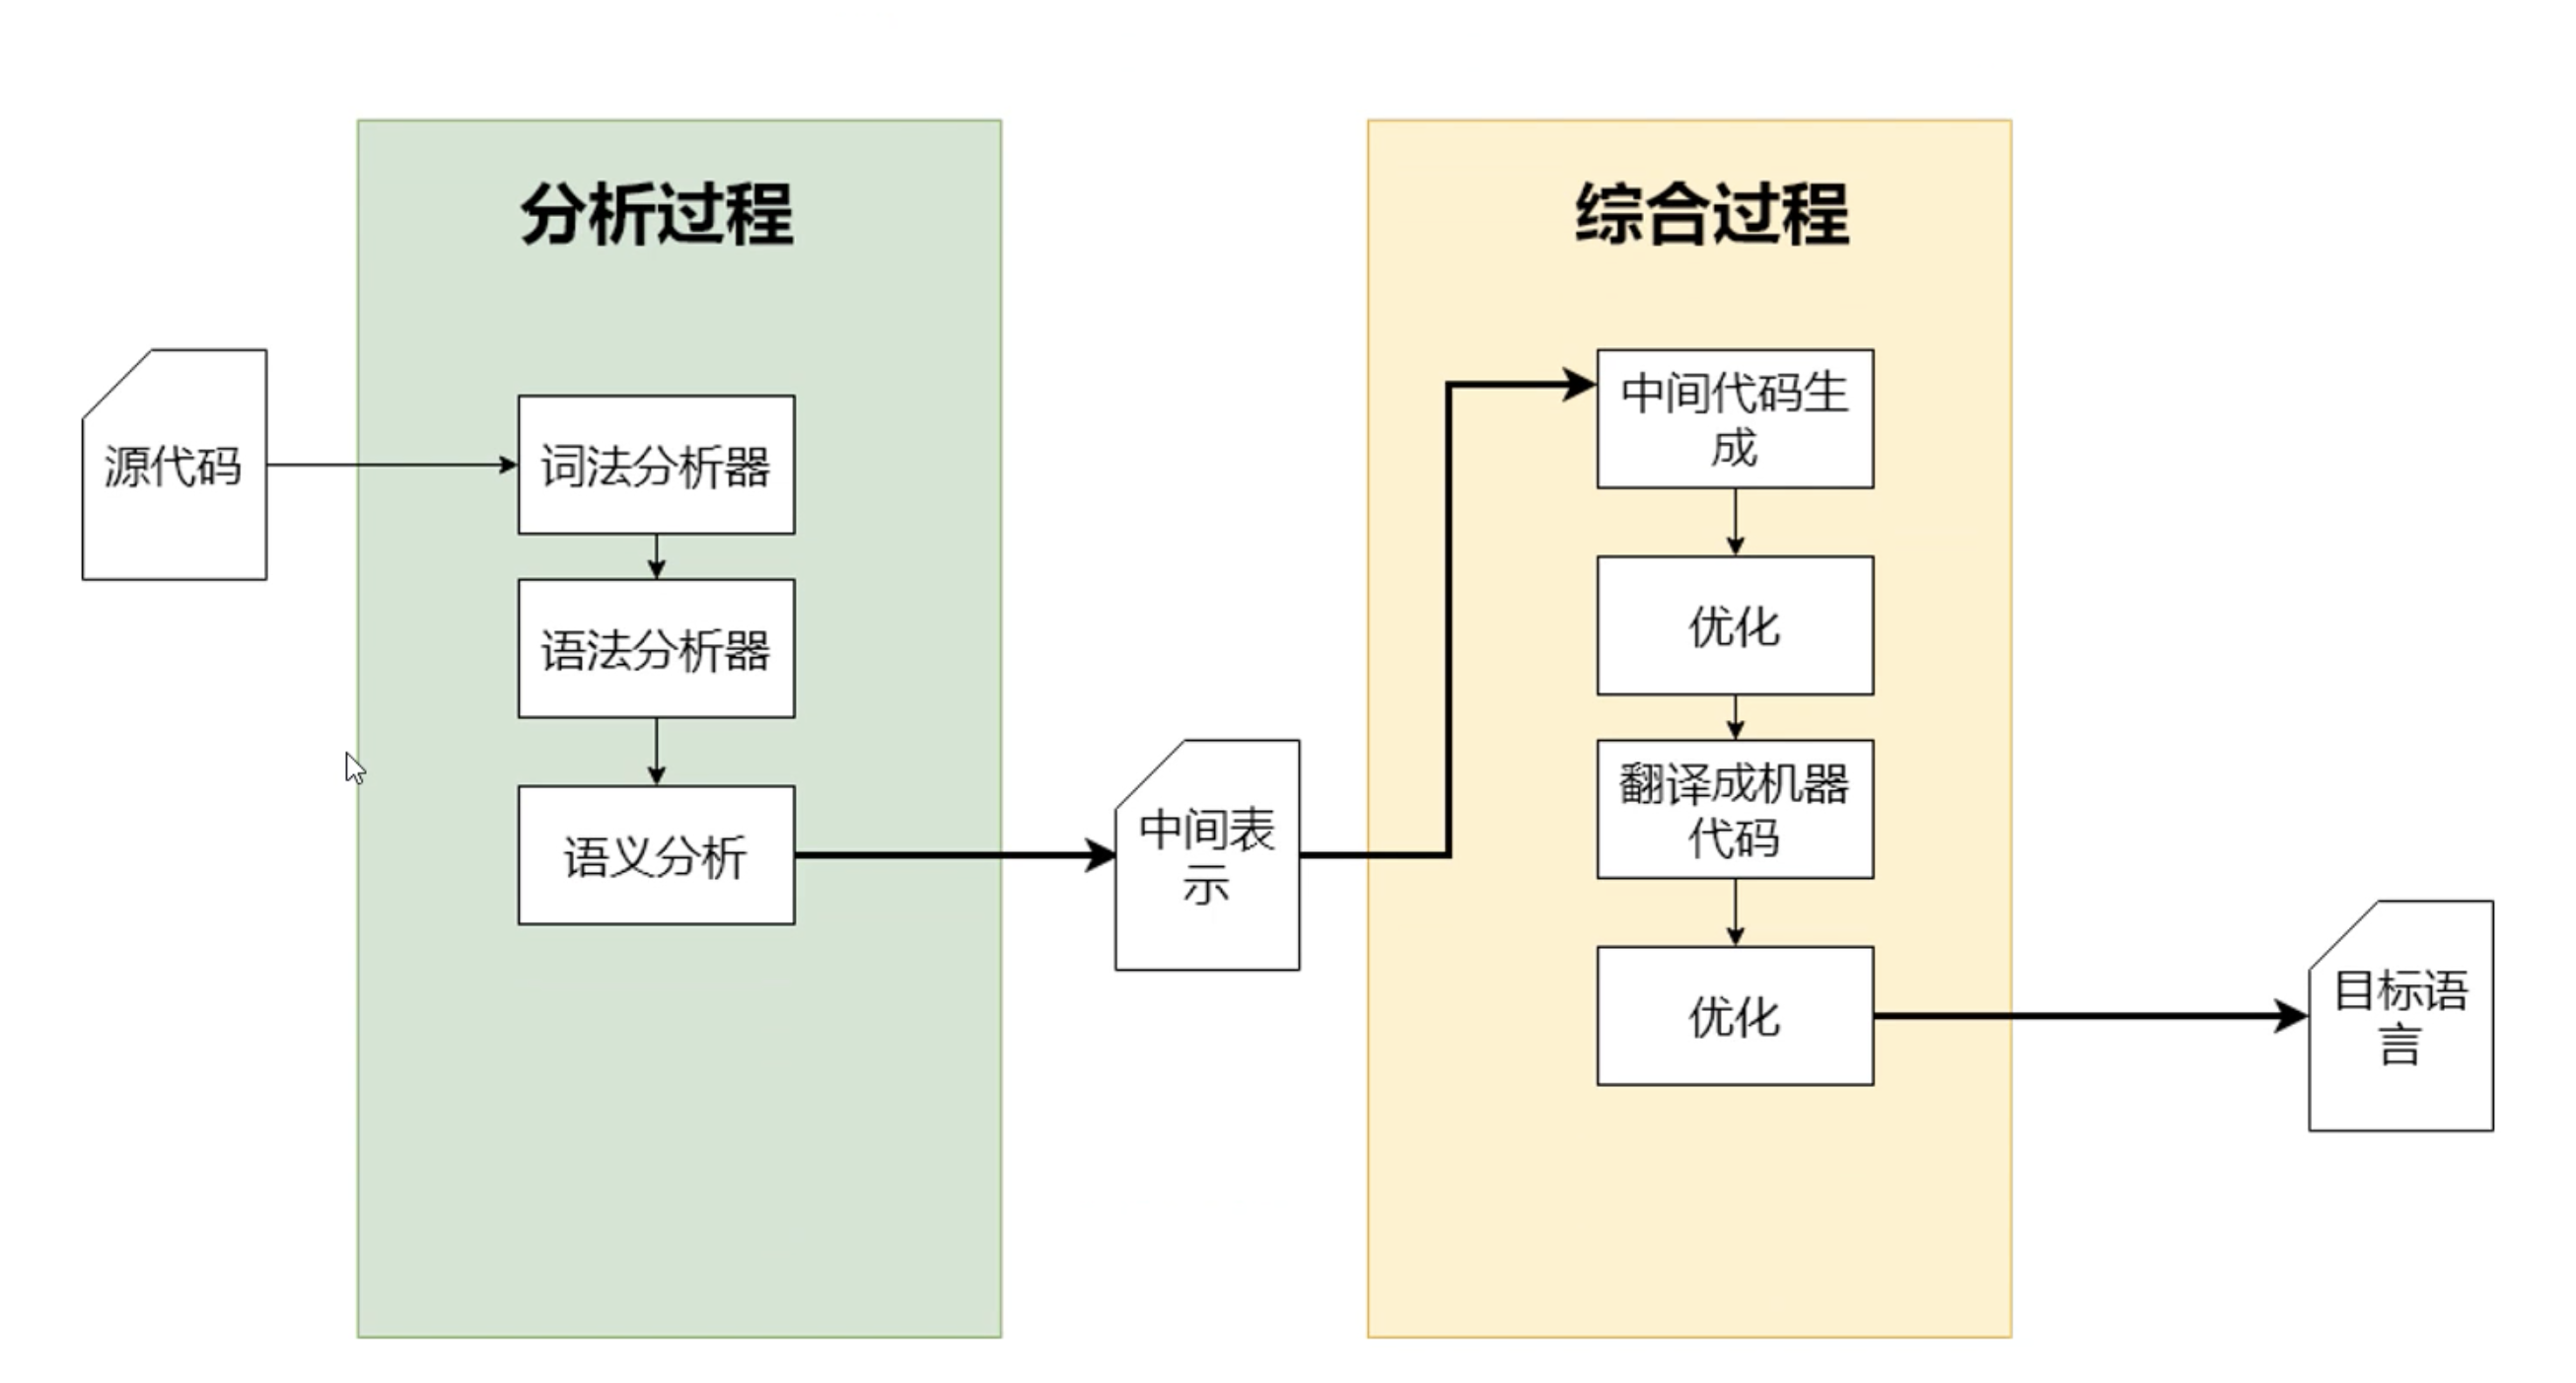 分析过程
综合过程
源代码
词法分析器
语法分析器
语义分析
中间表
示
中间代码生
成
优化
翻译成机器
代码
优化
目标语
言